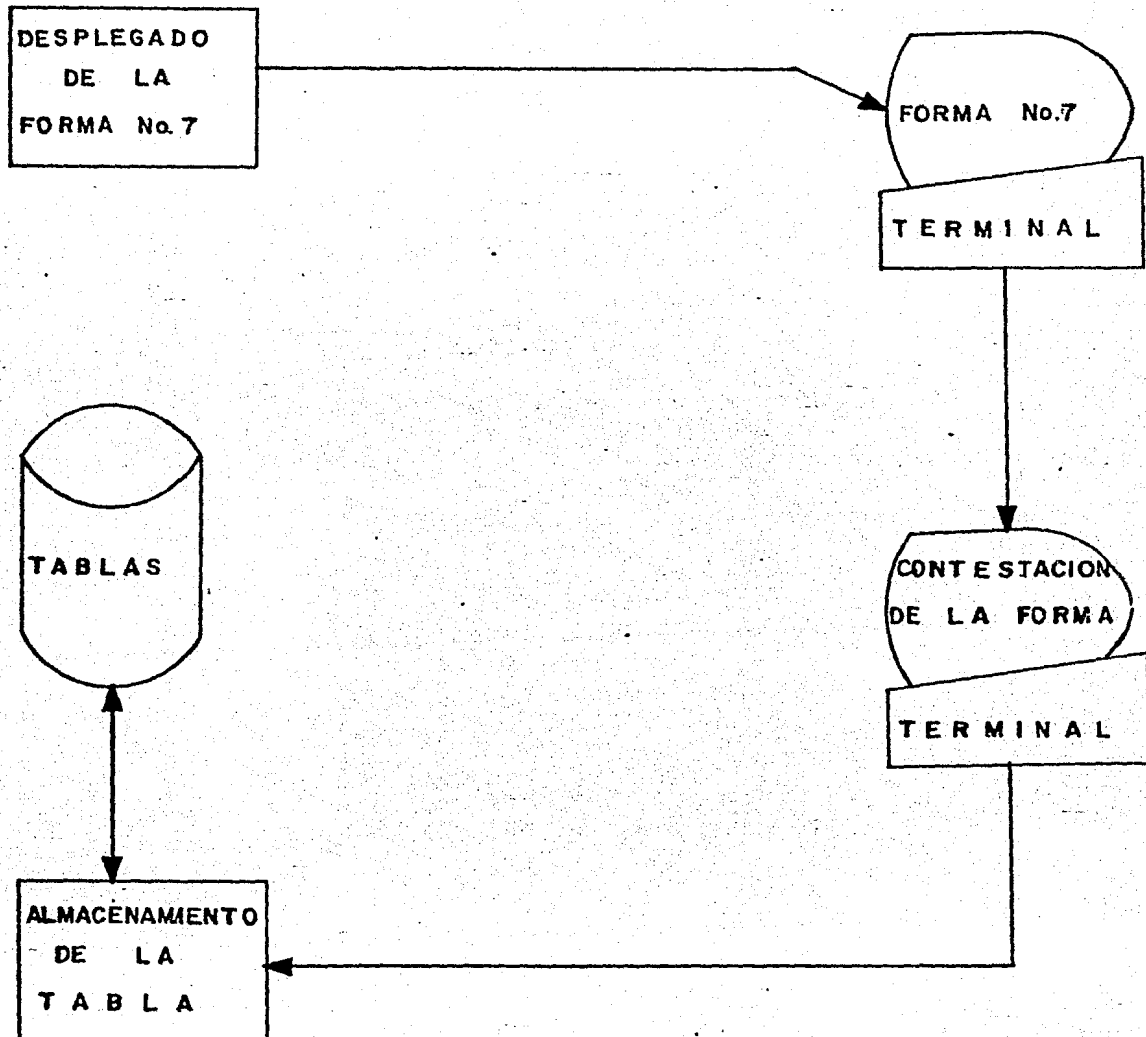 DESPLEGADO
DE LA
FORMA No. 7
FORMA No. 7
TERMINAL
TABLAS
CONTESTACION
DE LA FORMA
TERMINAL
ALMACENAMIENTO
DE LA
TABLA